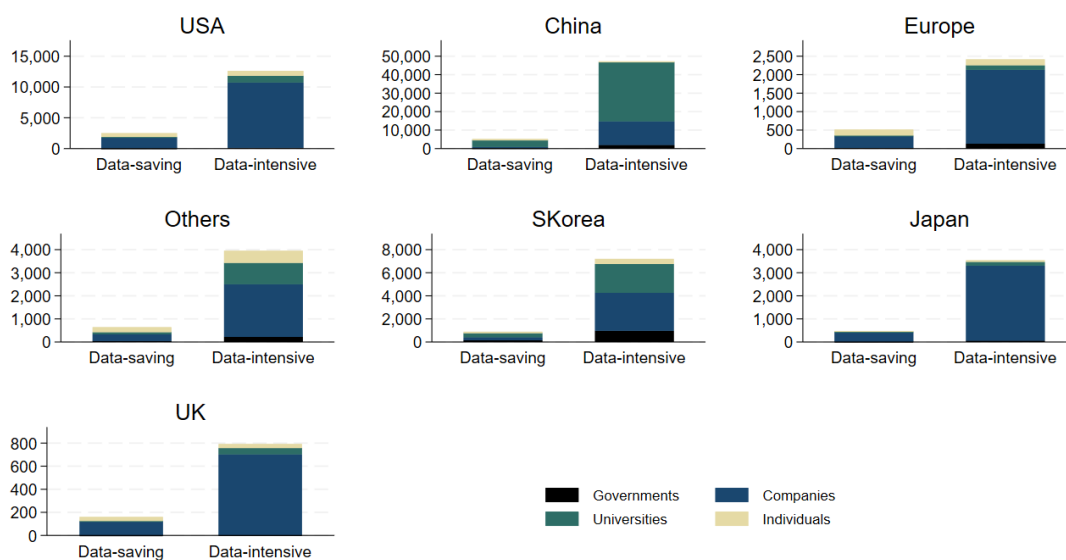 USA
15,000
10,000
5,000
0
Data-saving Data-intensive
China
50,000
40,000
30,000
20,000
10,000
0
Data-saving Data-intensive
Europe
2,500
2,000
1,500
1,000
500
0
Data-saving Data-intensive
Others
4,000
3,000
2,000
1,000
0
Data-saving Data-intensive
SKorea
8,000
6,000
4,000
2,000
0
Data-saving Data-intensive
Japan
4,000
3,000
2,000
1,000
0
Data-saving Data-intensive
UK
800
600
400
200
0
Data-saving Data-intensive
Governments Companies
Universities Individuals